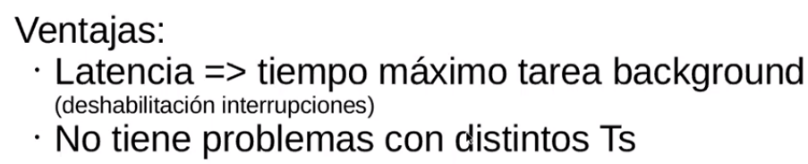 Ventajas:
· Latencia => tiempo máximo tarea background
(deshabilitación interrupciones)
· No tiene problemas con distintos Ts